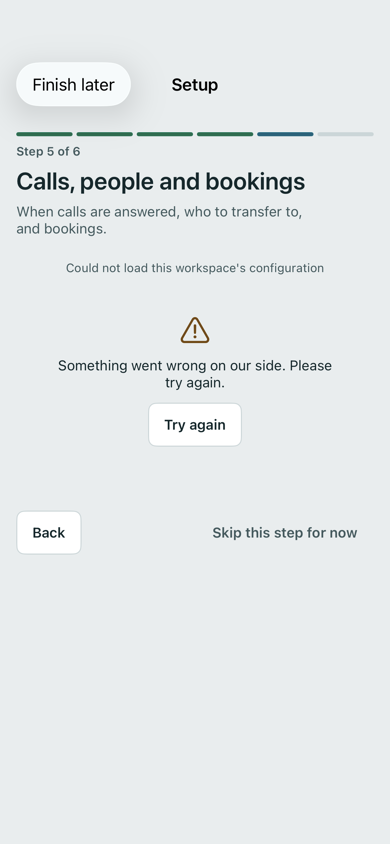 Finish later
Setup
Step 5 of 6
Calls, people and bookings
When calls are answered, who to transfer to,
and bookings.
Could not load this workspace's configuration
Something went wrong on our side. Please
try again.
Try again
Back
Skip this step for now